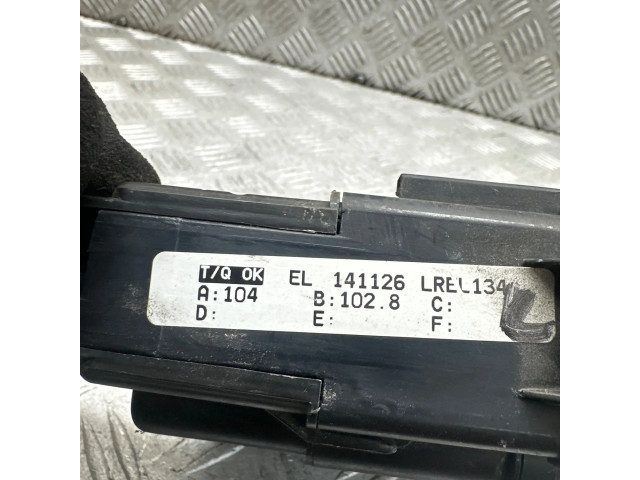 T/Q OK EL 141126 LREL134
A:104 B:102.8 C:
D: E: F: